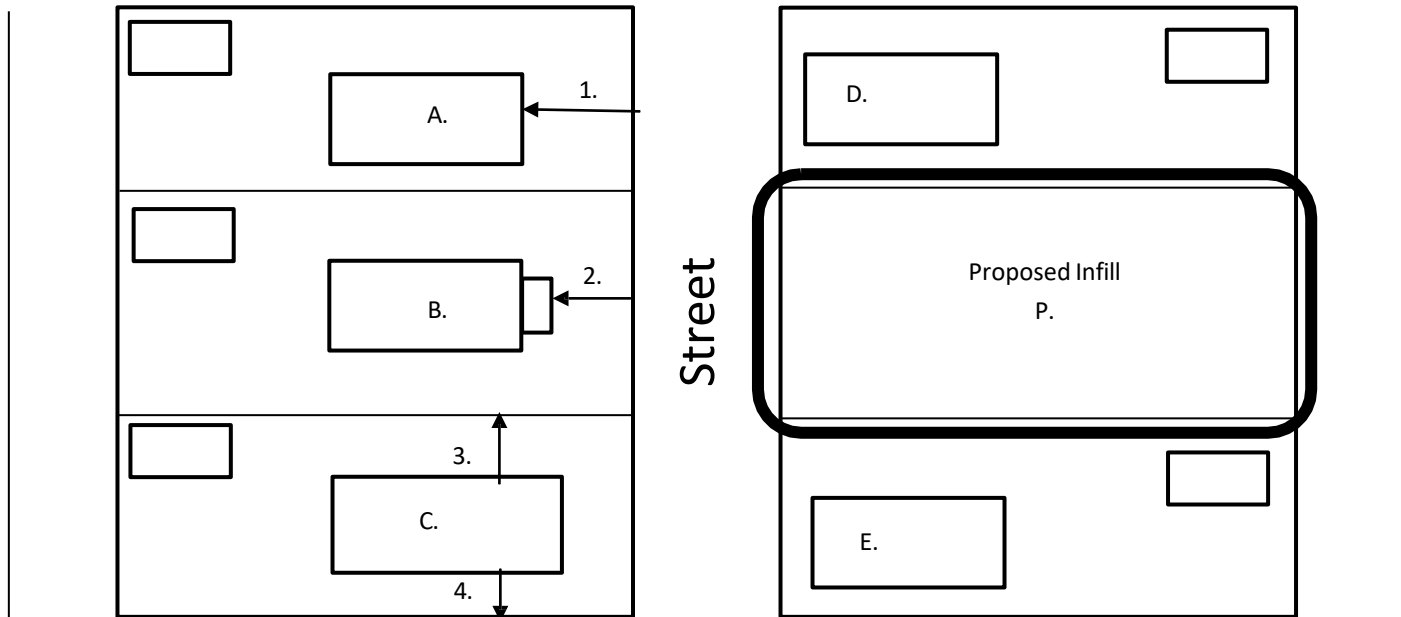 1.
A.
D.
2.
B.
Street
Proposed Infill
P.
3.
C.
4.
E.